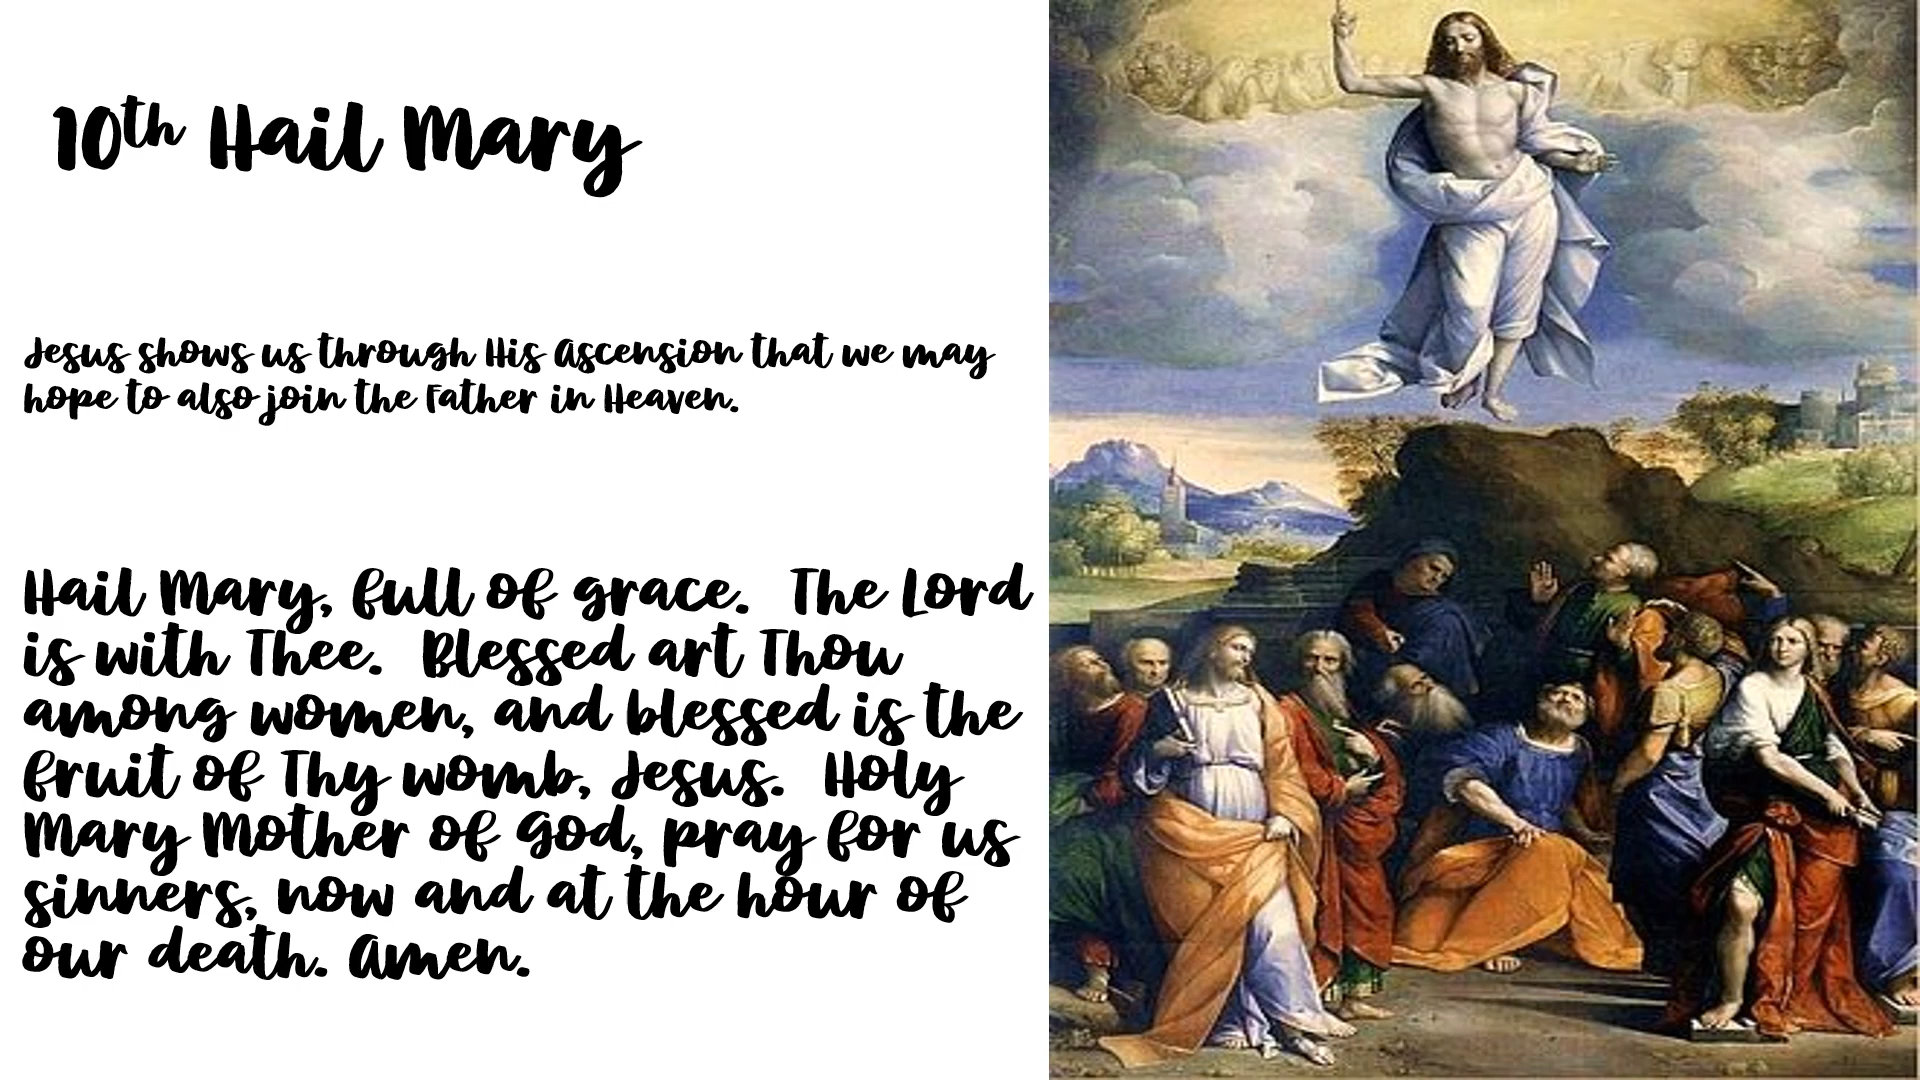 10th Hail Mary
Jesus shows us through His Ascension that we may
hope to also join the Father in Heaven.
Hail Mary, full of grace.  The Lord
is with Thee.  Blessed art Thou
among women, and blessed is the
fruit of Thy womb, Jesus.  Holy
Mary Mother of God, pray for us
sinners, now and at the hour of
our death. Amen.